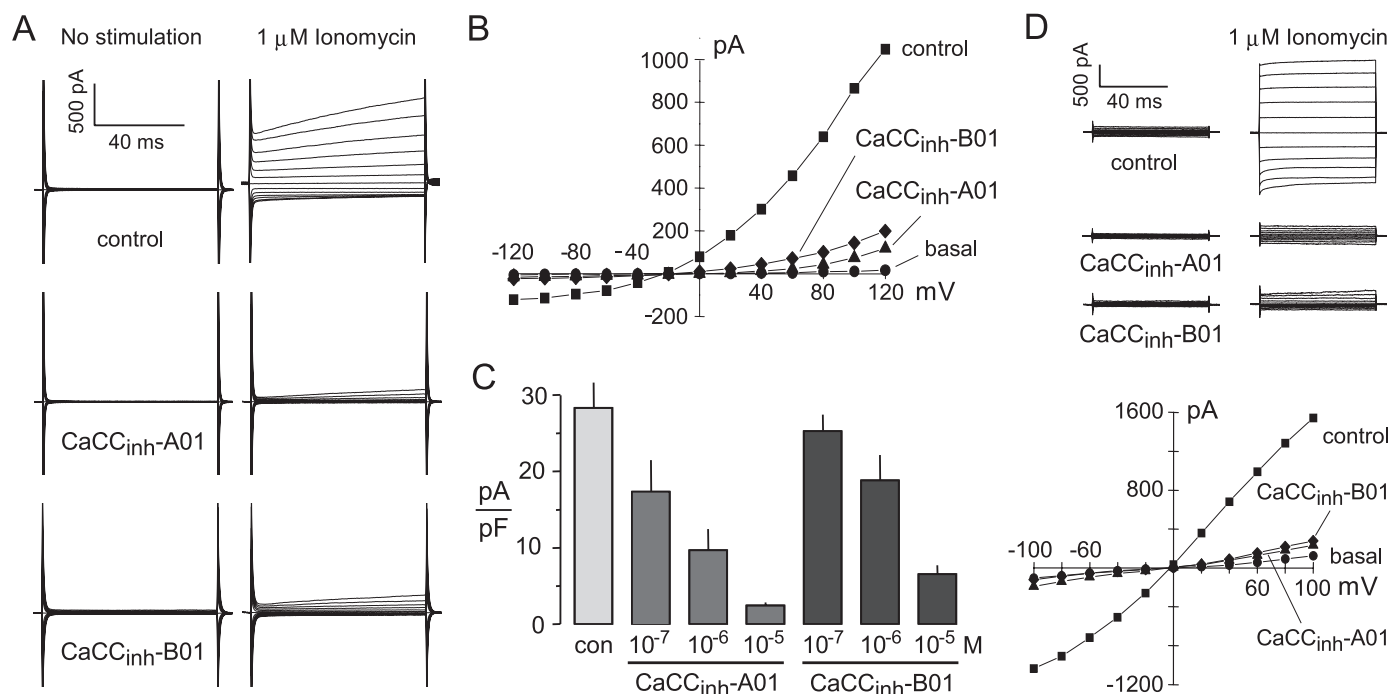 A
No stimulation
1 μM Ionomycin
500 pA
40 ms
control
CaCCinh-A01
CaCCinh-B01
B
pA
1000
800
600
400
200
-200
-120
-80
-40
40
80
120
mV
control
CaCCinh-B01
CaCCinh-A01
basal
C
30
20
10
0
pA
pF
con
10-7
10-6
10-5
10-7
10-6
10-5
M
CaCCinh-A01
CaCCinh-B01
D
1 μM Ionomycin
500 pA
40 ms
control
CaCCinh-A01
CaCCinh-B01
1600
pA
control
800
CaCCinh-B01
-100
-60
basal
60
100
mV
CaCCinh-A01
-1200